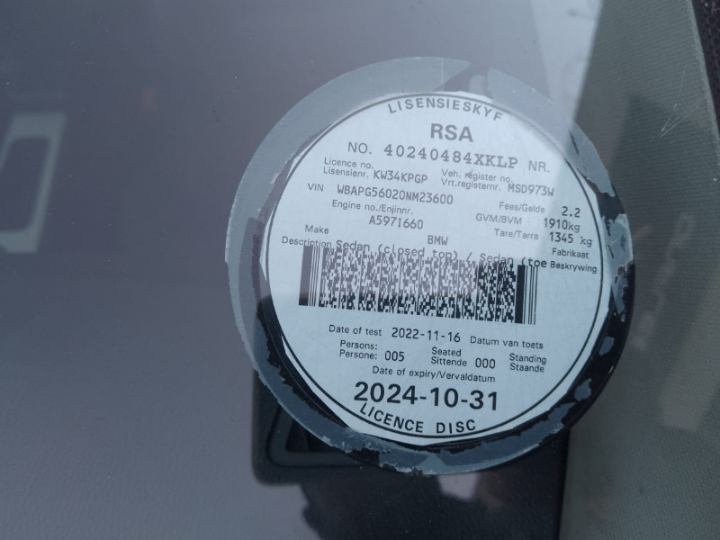 LISENSIESKYF
RSA
NO. 40240484XKLP NR.
Licence no. Veh. register no.
Lisensienr. KW34KPGP Vrt.registernr. MSD973W
VIN WBAPG56020NM23600 Fees/Gelde 2.2
Engine no./Enjinnr. GVM/BVM : 1910kg
A5971660 Tare/Tarra 1345 kg
Make BMW Fabrikaat
Description Sedan (closed top) / Sedan (toe Beskrywing
Date of test 2022-11-16 Datum van toets
Persons: Seated Standing
Persone: 005 Sittende 000 Staande
Date of expiry/Vervaldatum
2024-10-31
LICENCE DISC